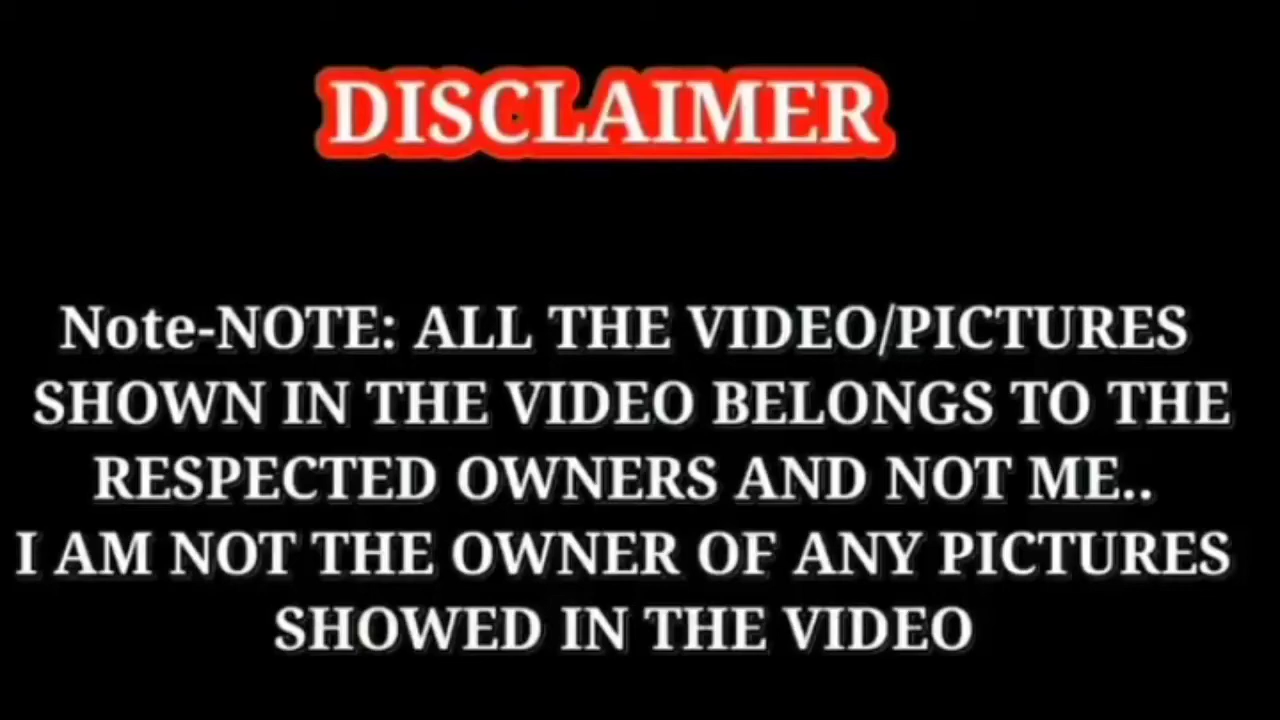 DISCLAIMER
Note-NOTE: ALL THE VIDEO/PICTURES
SHOWN IN THE VIDEO BELONGS TO THE
RESPECTED OWNERS AND NOT ME..
I AM NOT THE OWNER OF ANY PICTURES
SHOWED IN THE VIDEO